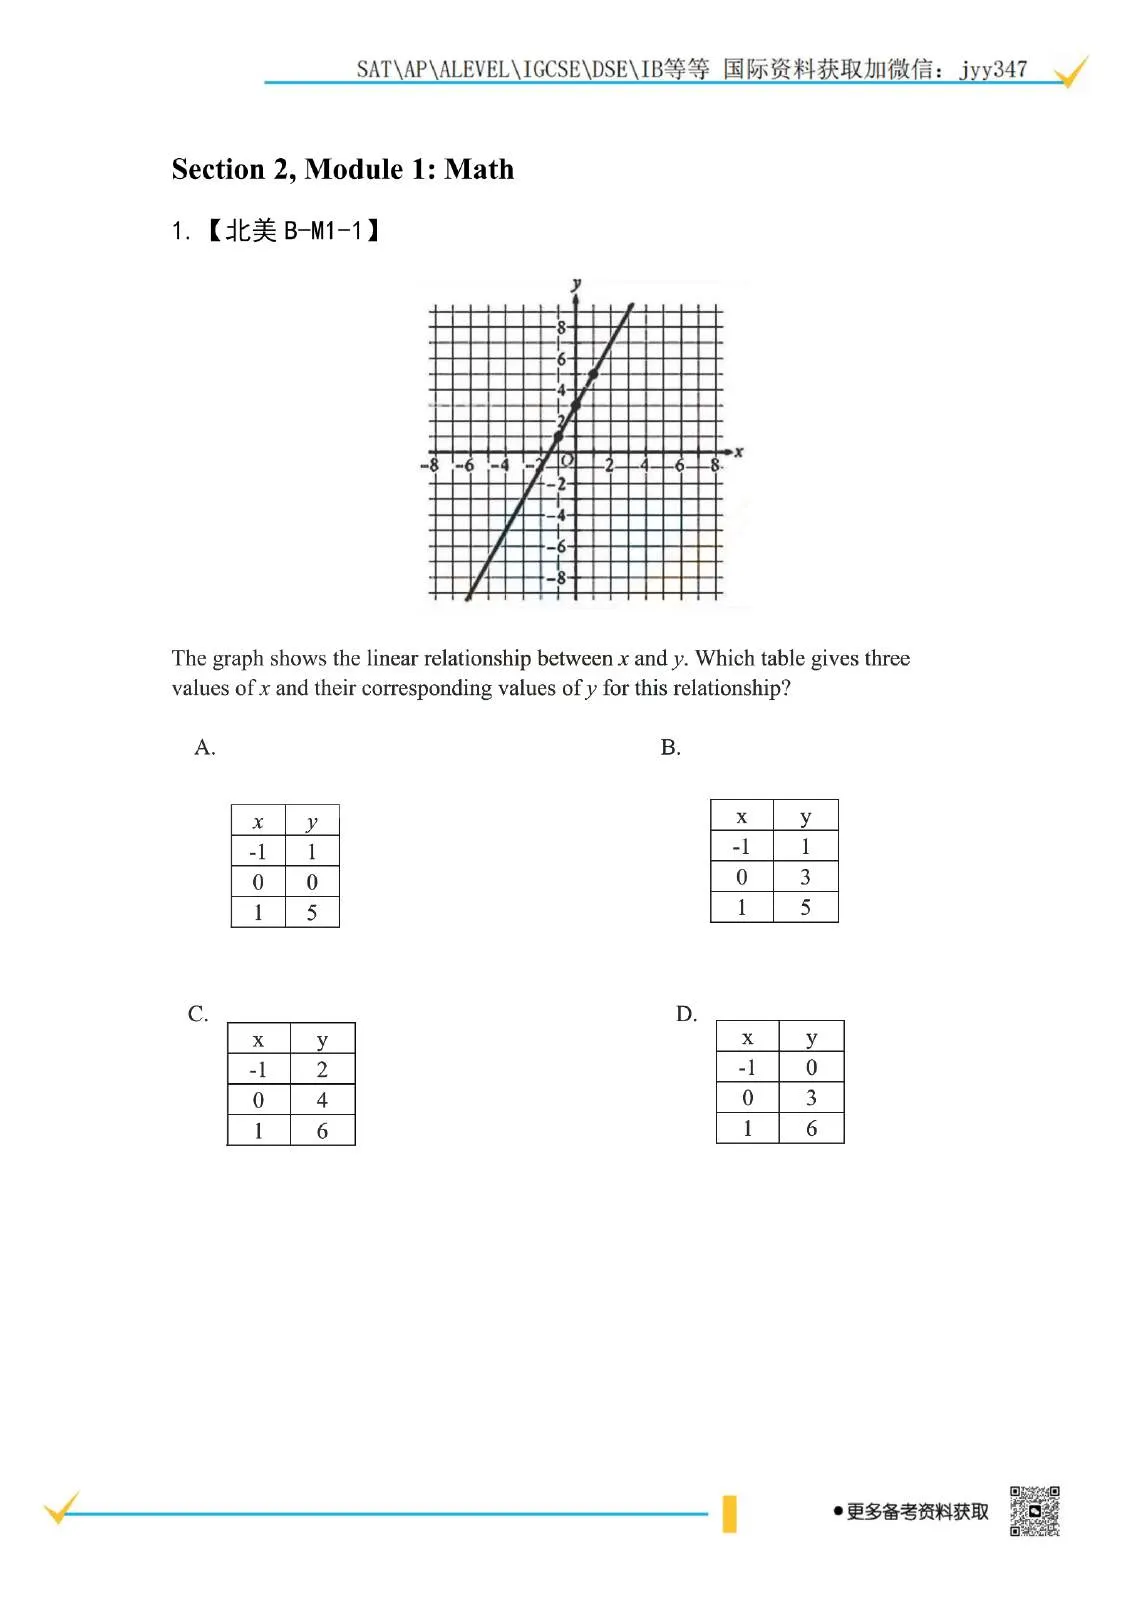 SAT\AP\ALEVEL\IGCSE\DSE\IB等等 国际资料获取加微信: jyy347
Section 2, Module 1: Math
1.【北美 B-M1-1】
y
8
6
4
2
-8 -6 -4 -2 O 2 4 6 8 x
-2
-4
-6
-8
The graph shows the linear relationship between x and y. Which table gives three
values of x and their corresponding values of y for this relationship?
A.
x y
-1 1
0 0
1 5
B.
x y
-1 1
0 3
1 5
C.
x y
-1 2
0 4
1 6
D.
x y
-1 0
0 3
1 6
●更多备考资料获取